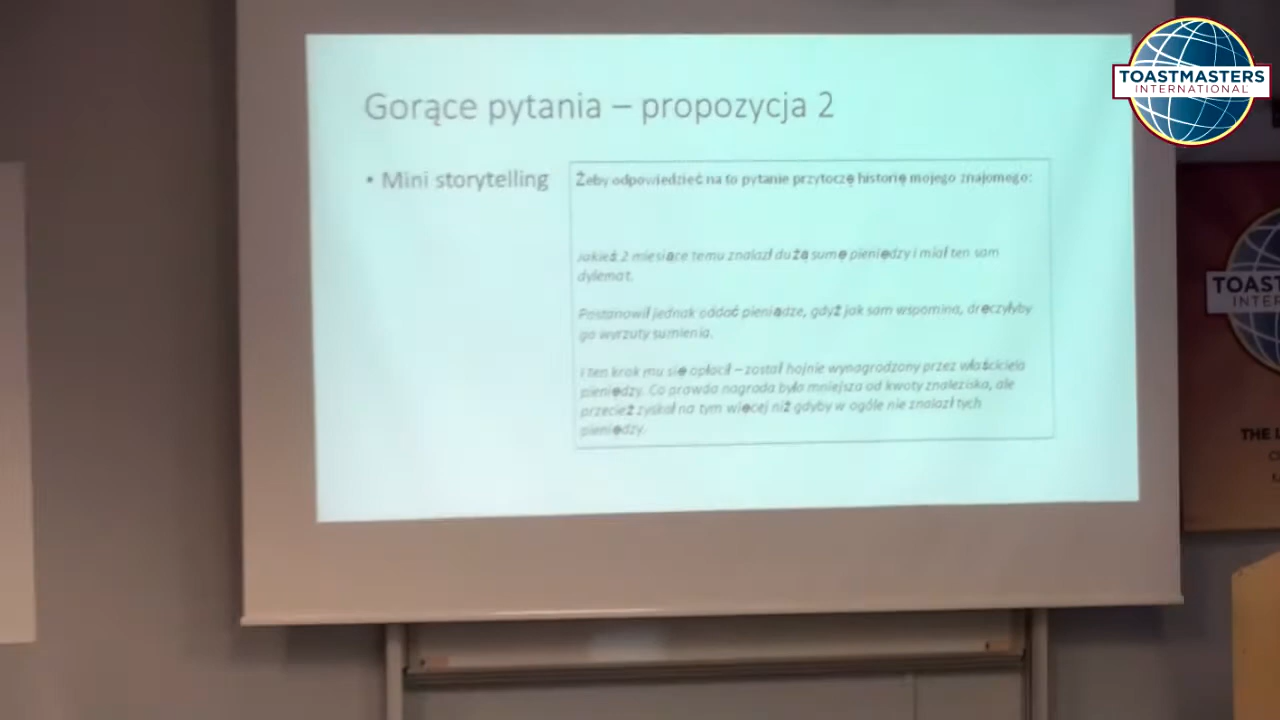 TOASTMASTERS
INTERNATIONAL
Gorące pytania – propozycja 2
• Mini storytelling
Żeby odpowiedzieć na to pytanie przytoczę historię mojego znajomego:
Jakieś 2 miesiące temu znalazł dużą sumę pieniędzy i miał ten sam
dylemat.
Postanowił jednak oddać pieniądze, gdyż jak sam wspomina, dręczyłyby
go wyrzuty sumienia.
I ten krok mu się opłacił – został hojnie wynagrodzony przez właściciela
pieniędzy. Co prawda nagroda była mniejsza od kwoty znaleziska, ale
przecież zyskał na tym więcej niż gdyby w ogóle nie znalazł tych
pieniędzy.
TOAS
INTER
THE L